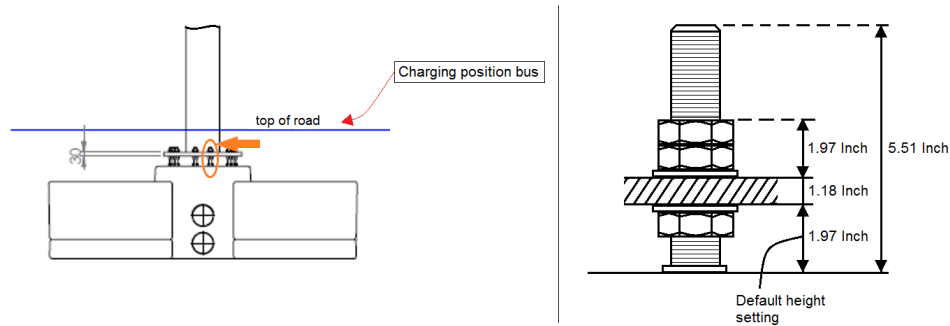 Charging position bus
top of road
30
1.97 Inch
5.51 Inch
1.18 Inch
1.97 Inch
Default height
setting